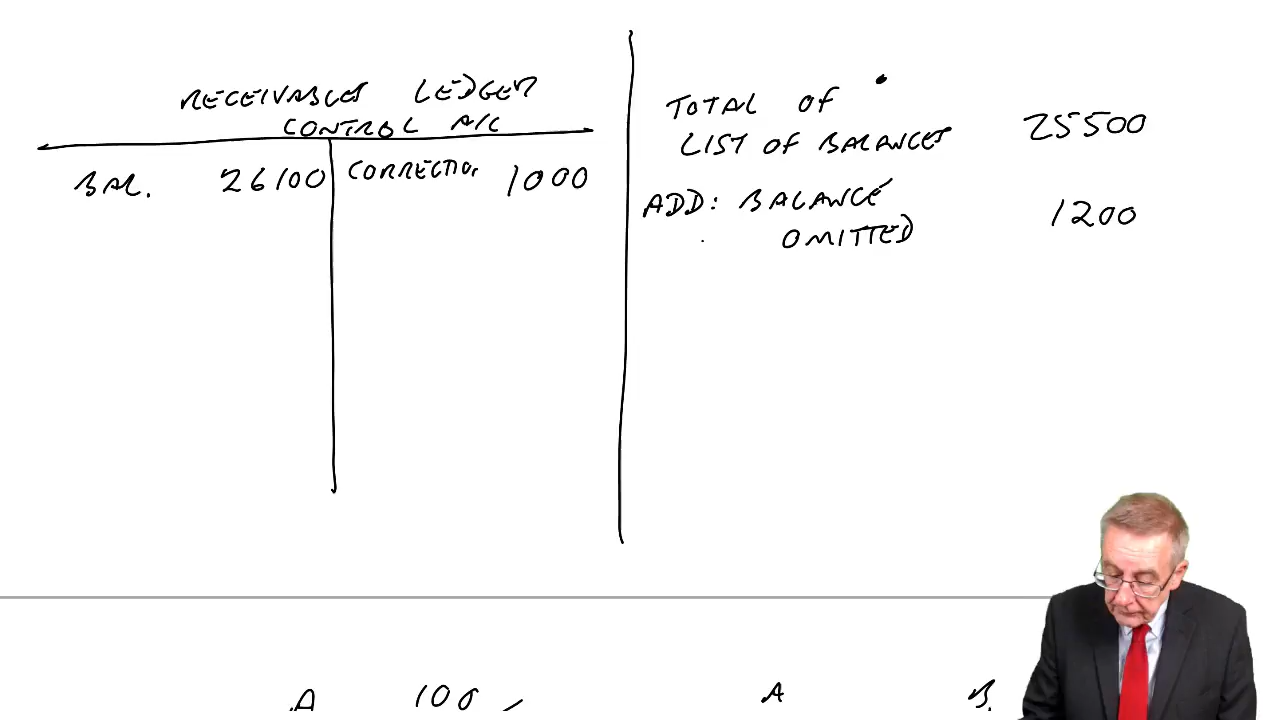 RECEIVABLES LEDGER
CONTROL A/C
BAL. 26100 CORRECTION 1000
TOTAL OF
LIST OF BALANCES 25500
ADD: BALANCE
OMITTED 1200
A 100 A B